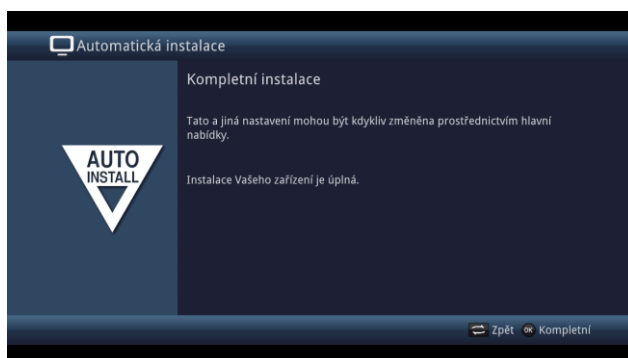 Automatická instalace
Kompletní instalace
Tato a jiná nastavení mohou být kdykliv změněna prostřednictvím hlavní
nabídky.
AUTO
INSTALL
Instalace Vašeho zařízení je úplná.
Zpět OK Kompletní